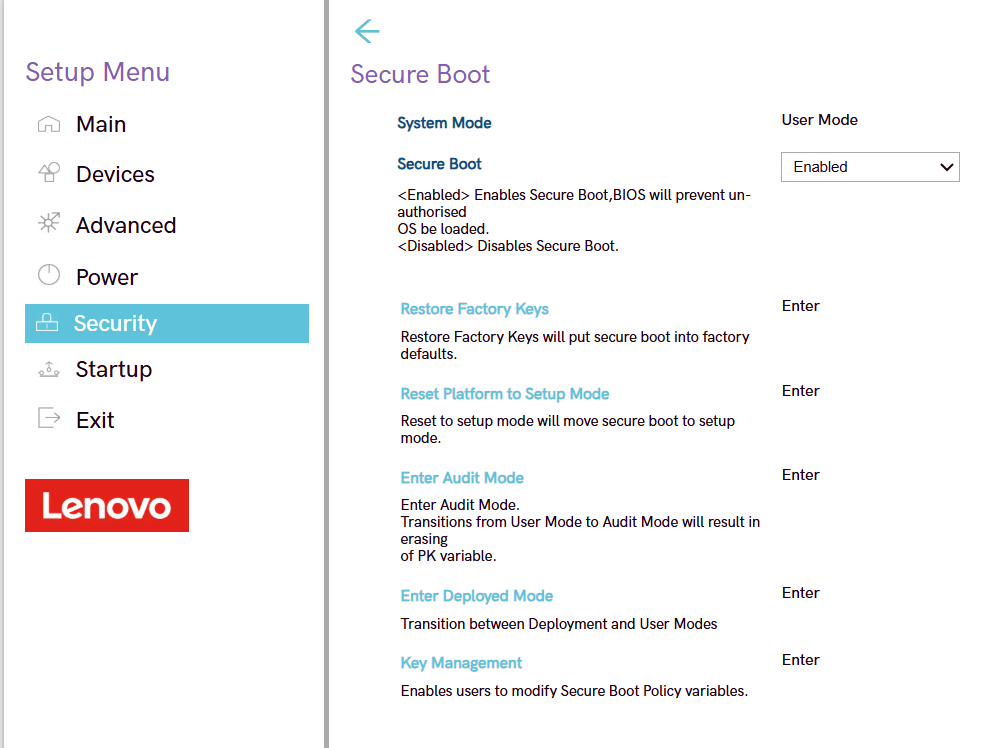 Setup Menu
Main
Devices
Advanced
Power
Security
Startup
Exit
Lenovo
Secure Boot
System Mode
User Mode
Secure Boot
Enabled
<Enabled> Enables Secure Boot,BIOS will prevent un-
authorised
OS be loaded.
<Disabled> Disables Secure Boot.
Restore Factory Keys
Enter
Restore Factory Keys will put secure boot into factory
defaults.
Reset Platform to Setup Mode
Enter
Reset to setup mode will move secure boot to setup
mode.
Enter Audit Mode
Enter
Enter Audit Mode.
Transitions from User Mode to Audit Mode will result in
erasing
of PK variable.
Enter Deployed Mode
Enter
Transition between Deployment and User Modes
Key Management
Enter
Enables users to modify Secure Boot Policy variables.